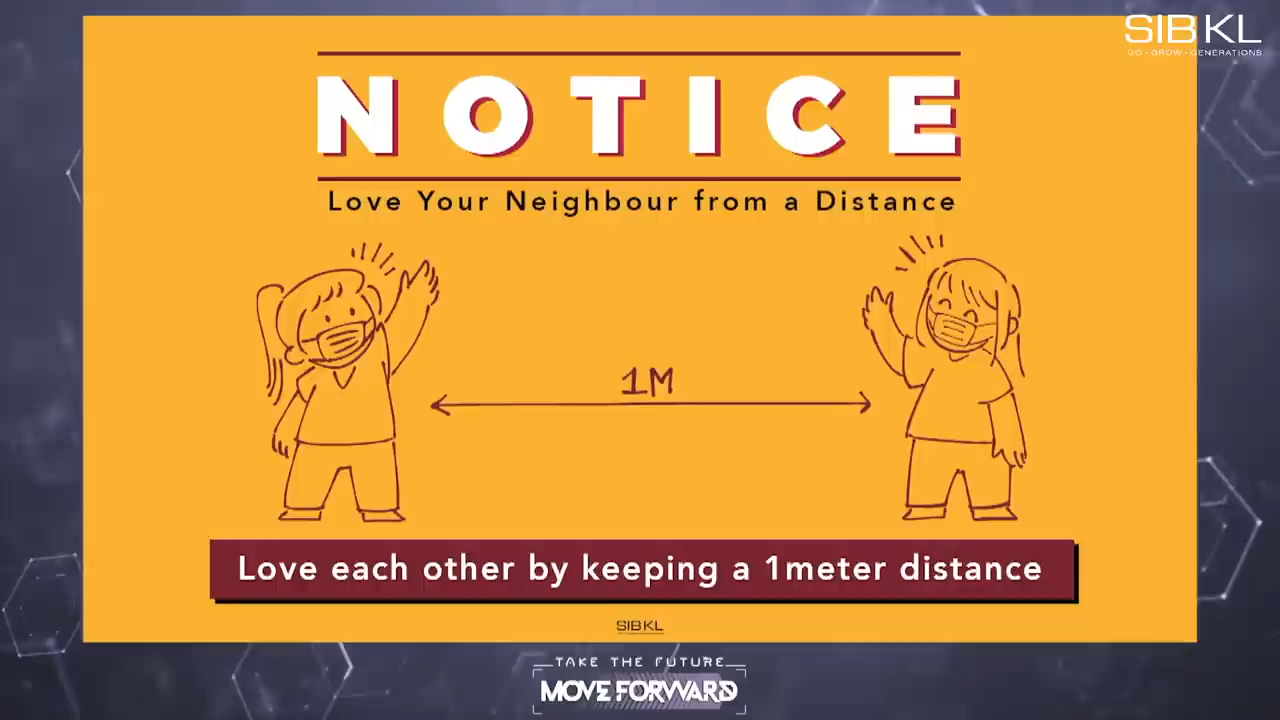 SIBKL
GO • GROW • GENERATIONS
NOTICE
Love Your Neighbour from a Distance
1M
Love each other by keeping a 1meter distance
SIBKL
TAKE THE FUTURE
MOVE FORWARD